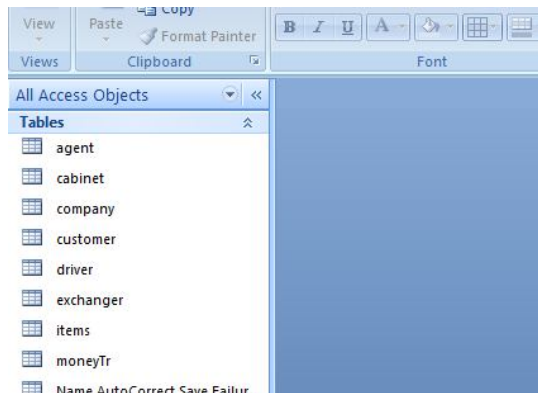 Copy
View
Paste
Format Painter
B I U A
Views
Clipboard
Font
All Access Objects
Tables
agent
cabinet
company
customer
driver
exchanger
items
moneyTr
Name AutoCorrect Save Failur